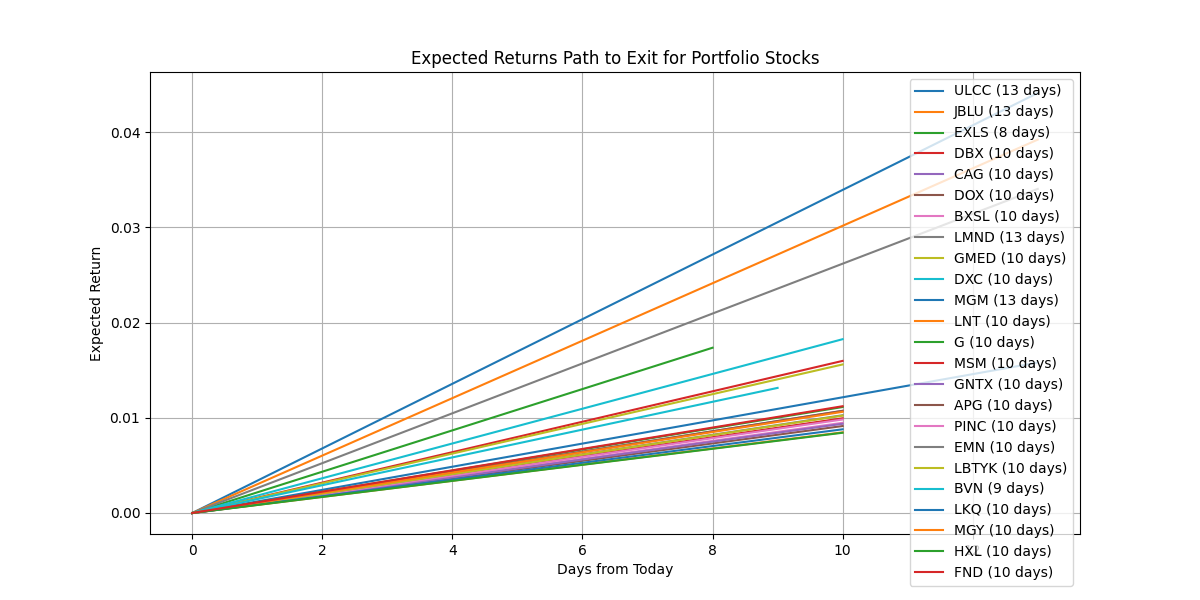 Expected Returns Path to Exit for Portfolio Stocks
Expected Return
0.04
0.03
0.02
0.01
0.00
0 2 4 6 8 10
Days from Today
ULCC (13 days)
JBLU (13 days)
EXLS (8 days)
DBX (10 days)
CAG (10 days)
DOX (10 days)
BXSL (10 days)
LMND (13 days)
GMED (10 days)
DXC (10 days)
MGM (13 days)
LNT (10 days)
G (10 days)
MSM (10 days)
GNTX (10 days)
APG (10 days)
PINC (10 days)
EMN (10 days)
LBTYK (10 days)
BVN (9 days)
LKQ (10 days)
MGY (10 days)
HXL (10 days)
FND (10 days)